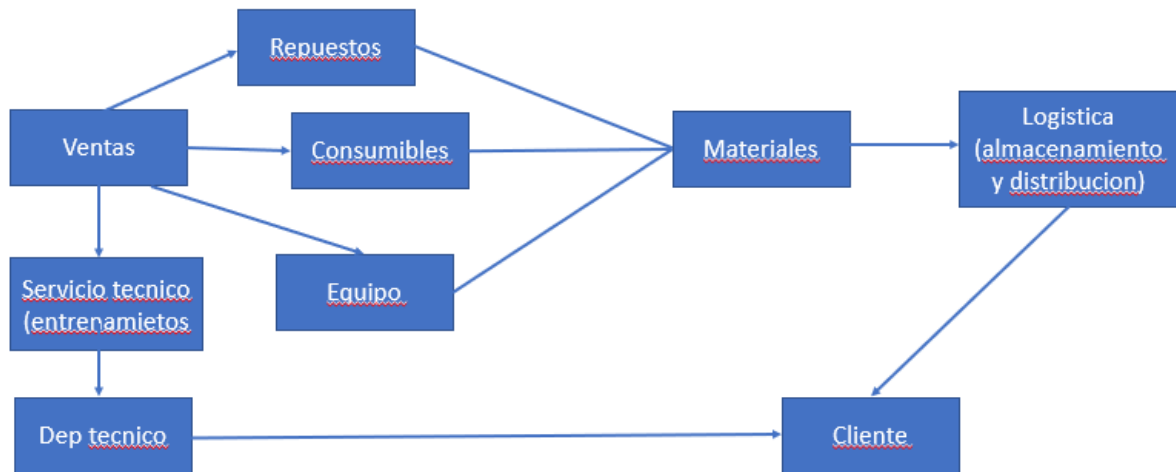 Repuestos
Ventas
Consumibles
Materiales
Logistica
(almacenamiento
y distribucion)
Servicio tecnico
(entrenamietos
Equipo
Dep tecnico
Cliente